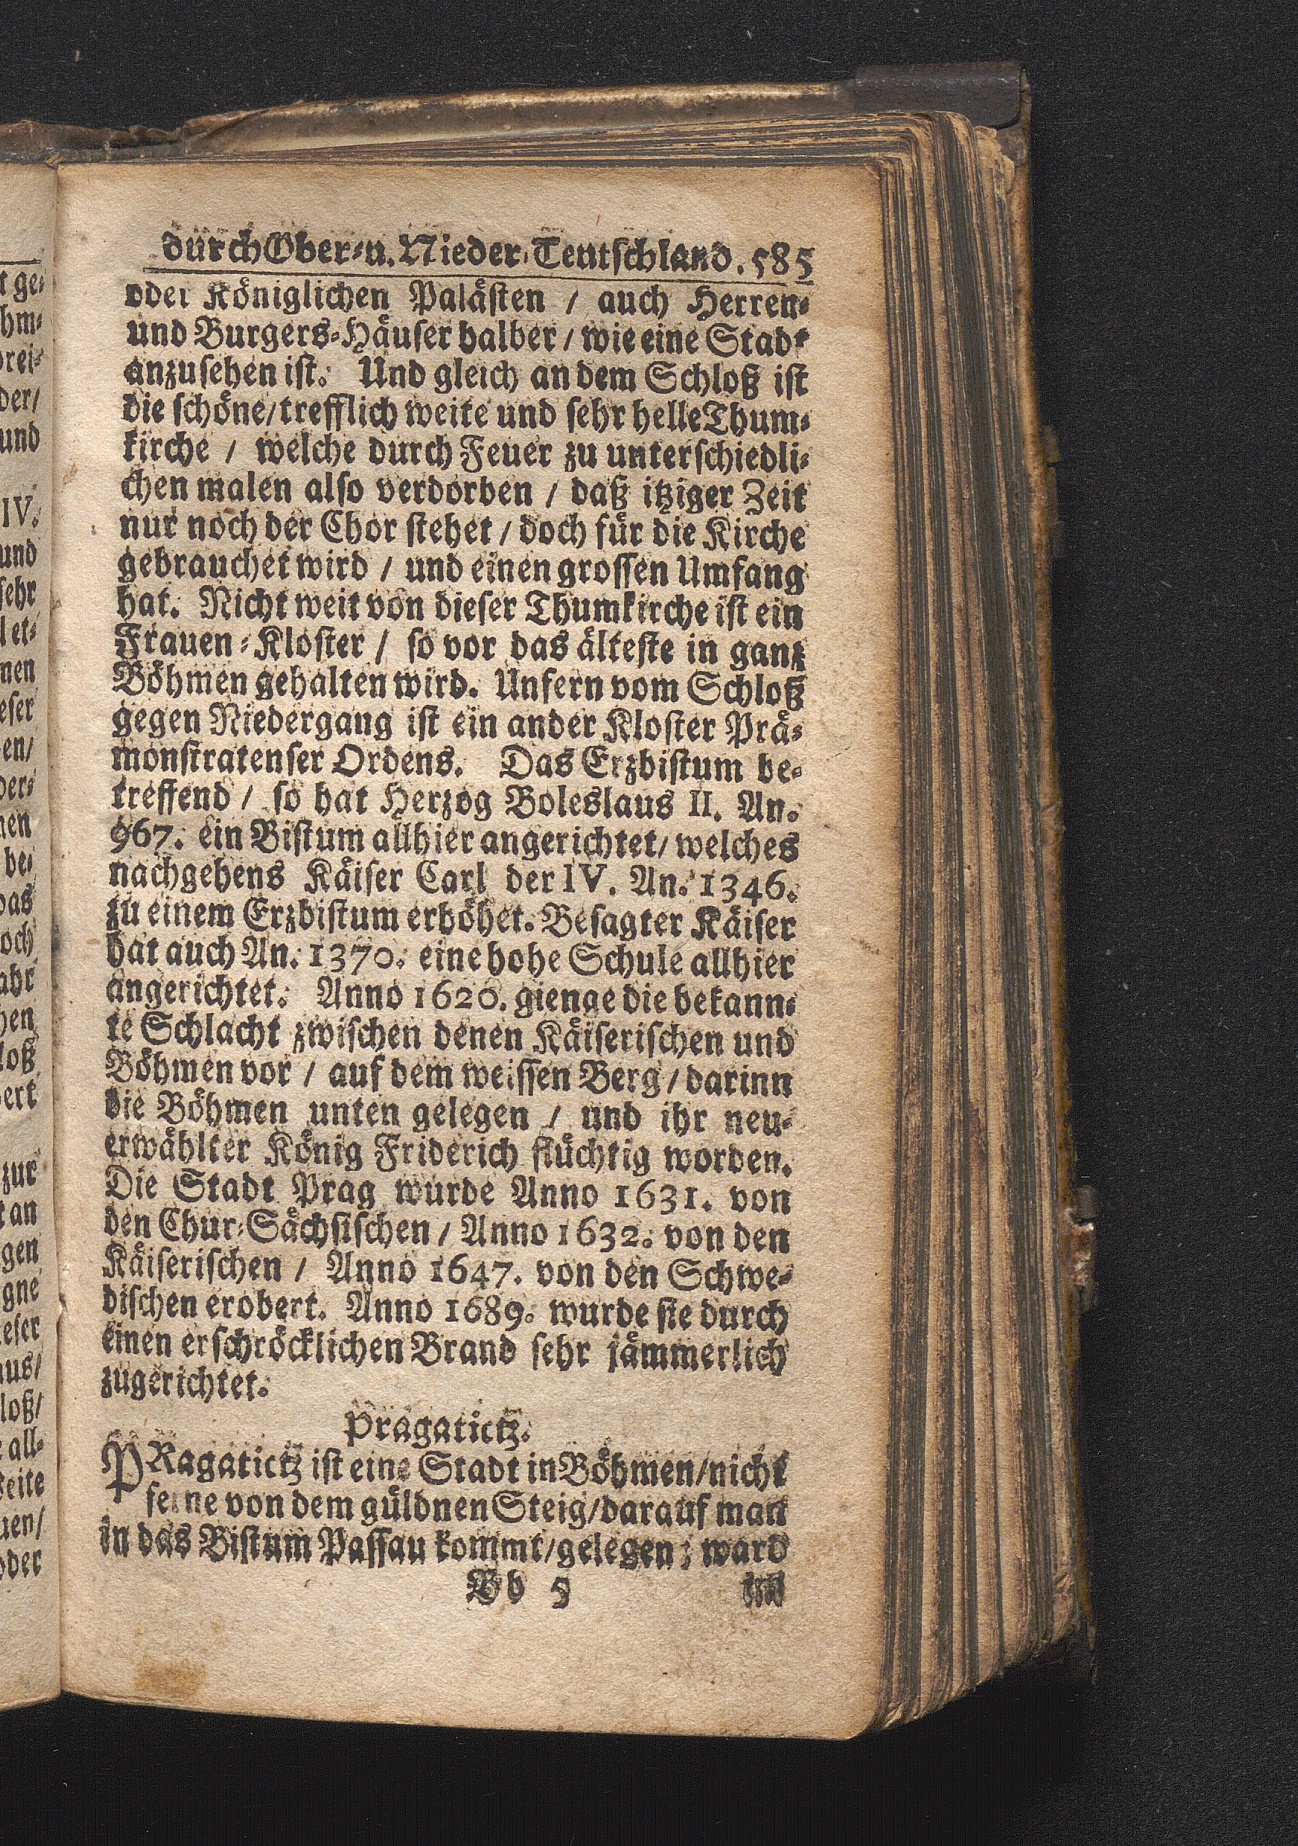 durch Ober- u. Nieder-Teutschland. 585
oder Königlichen Palästen / auch Herren-
und Burgers-Häuser halber / wie eine Stadt
anzusehen ist. Und gleich an dem Schloß ist
die schöne / trefflich weite und sehr helle Thum-
kirche / welche durch Feuer zu unterschiedli-
chen malen also verdorben / daß itziger Zeit
nur noch der Chor stehet / doch für die Kirche
gebrauchet wird / und einen grossen Umfang
hat. Nicht weit von dieser Thumkirche ist ein
Frauen-Kloster / so vor das älteste in gantz
Böhmen gehalten wird. Unfern vom Schloß
gegen Niedergang ist ein ander Kloster Prä-
monstratenser Ordens. Das Erzbistum be-
treffend / so hat Herzog Boleslaus II. An.
967. ein Bistum allhier angerichtet / welches
nachgehens Käiser Carl der IV. An. 1346.
zu einem Erzbistum erhöhet. Besagter Käiser
hat auch An. 1370. eine hohe Schule allhier
angerichtet. Anno 1620. gienge die bekann-
te Schlacht zwischen denen Käiserischen und
Böhmen vor / auf dem weissen Berg / darinn
die Böhmen unten gelegen / und ihr neu-
erwählter König Friderich flüchtig worden.
Die Stadt Prag wurde Anno 1631. von
den Chur-Sächsischen / Anno 1632. von den
Käiserischen / Anno 1647. von den Schwe-
dischen erobert. Anno 1689. wurde sie durch
einen erschröcklichen Brand sehr jämmerlich
zugerichtet.
Pragatictz.
PRagatictz ist eine Stadt in Böhmen / nicht
ferne von dem güldnen Steig / darauf man
in das Bistum Passau kommt / gelegen; ward
Bb 5